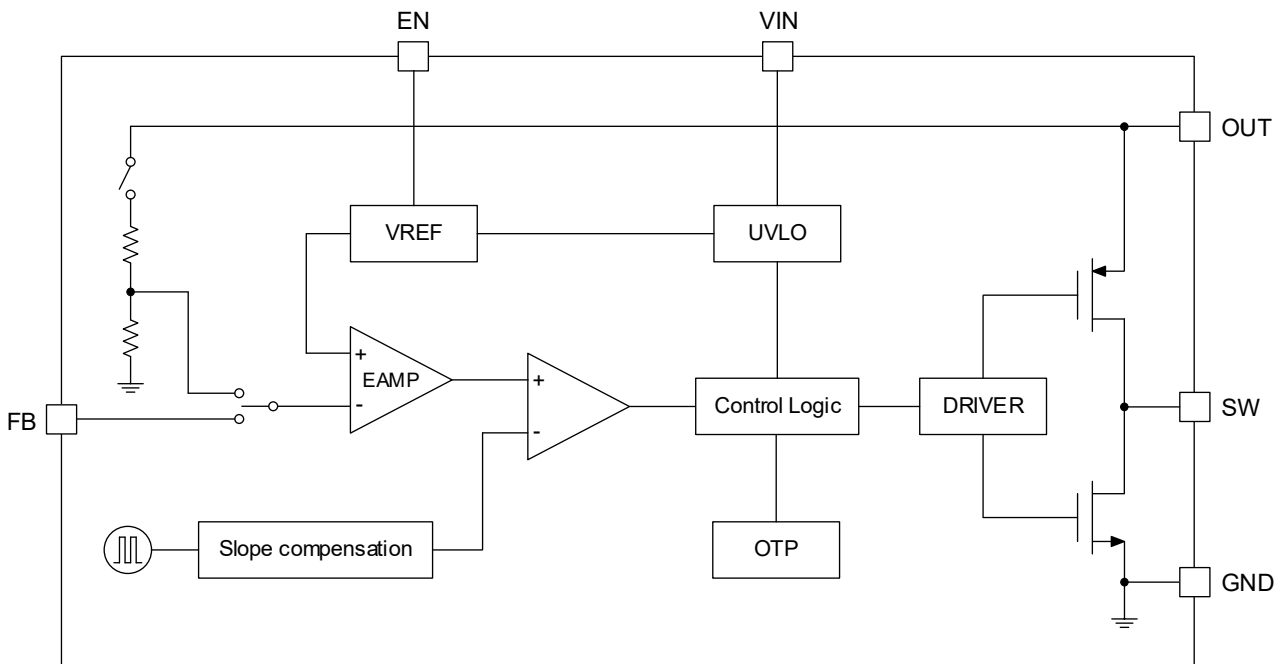 EN
VIN
OUT
VREF
UVLO
+
EAMP
-
+
-
FB
Control Logic
DRIVER
SW
Slope compensation
OTP
GND